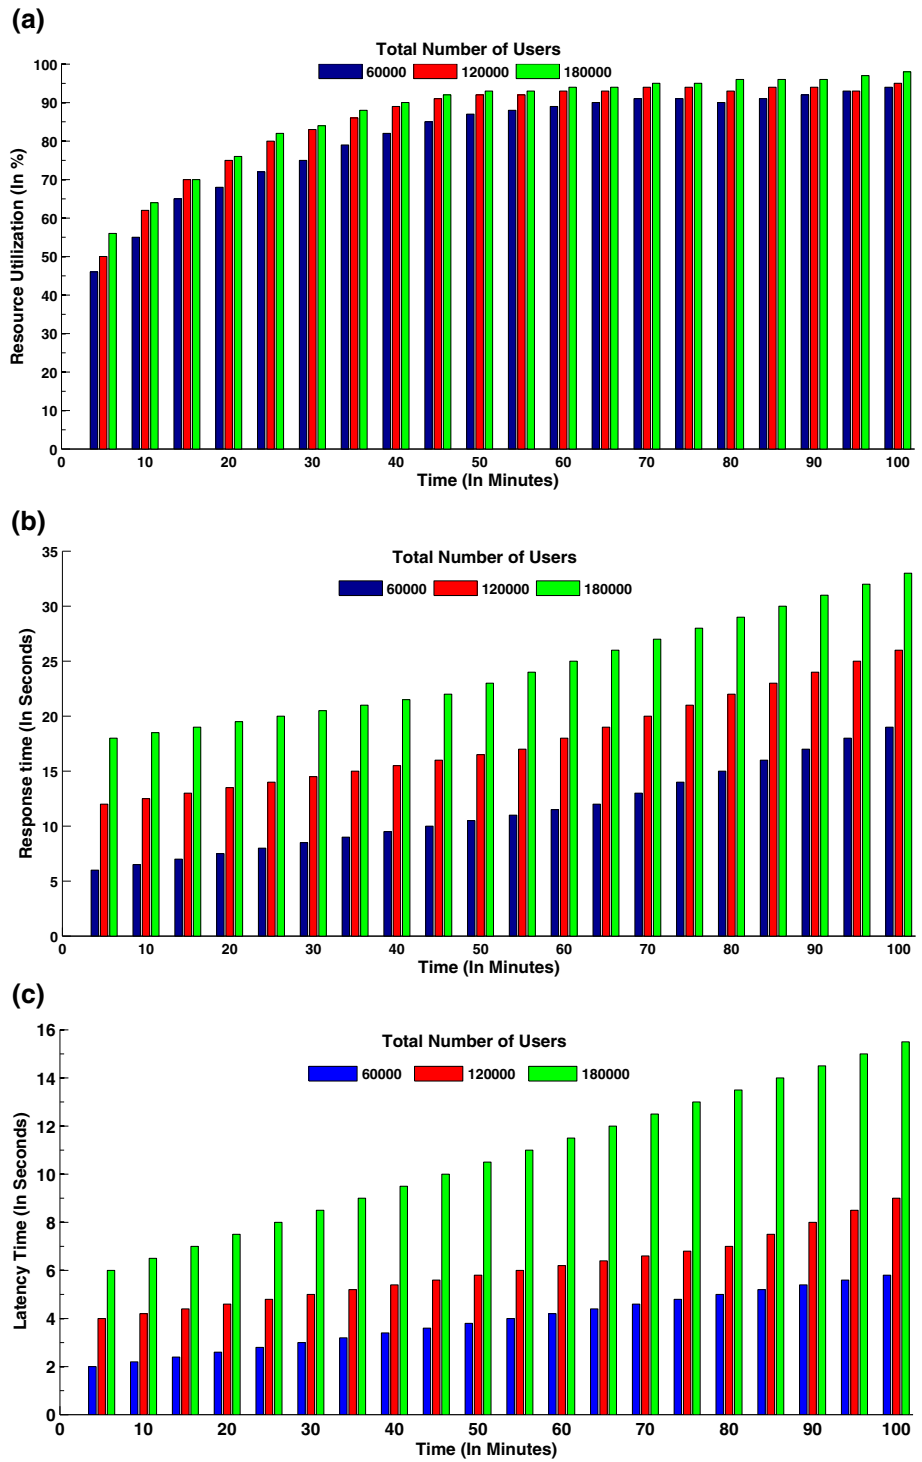 (a)
Total Number of Users
60000 120000 180000
100
90
80
70
60
50
40
30
20
10
0
Resource Utilization (In %)
0 10 20 30 40 50 60 70 80 90 100
Time (In Minutes)
(b)
Total Number of Users
60000 120000 180000
35
30
25
20
15
10
5
0
Response time (In Seconds)
0 10 20 30 40 50 60 70 80 90 100
Time (In Minutes)
(c)
Total Number of Users
60000 120000 180000
16
14
12
10
8
6
4
2
0
Latency Time (In Seconds)
0 10 20 30 40 50 60 70 80 90 100
Time (In Minutes)